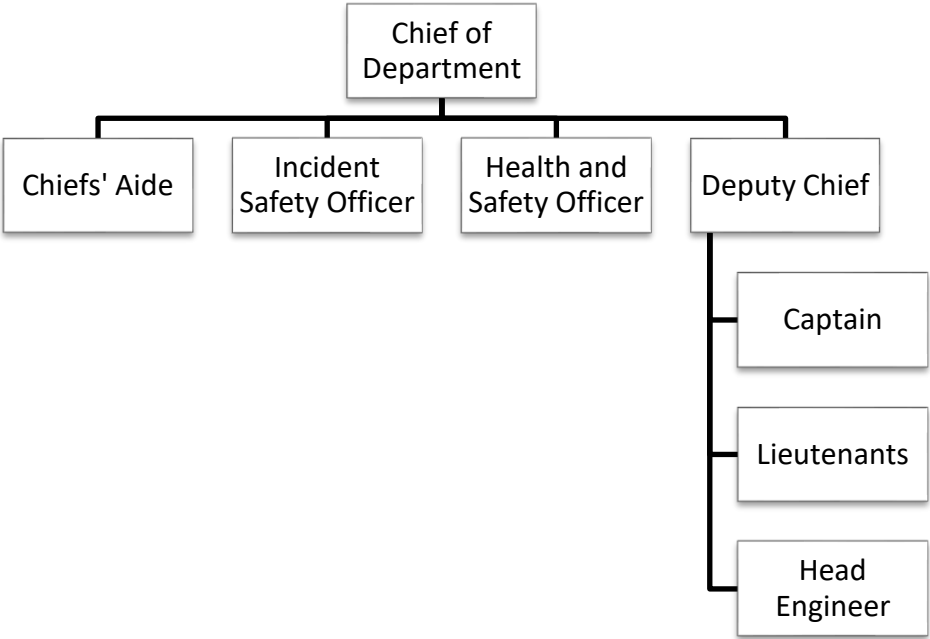 Chief of
Department
Chiefs' Aide
Incident
Safety Officer
Health and
Safety Officer
Deputy Chief
Captain
Lieutenants
Head
Engineer